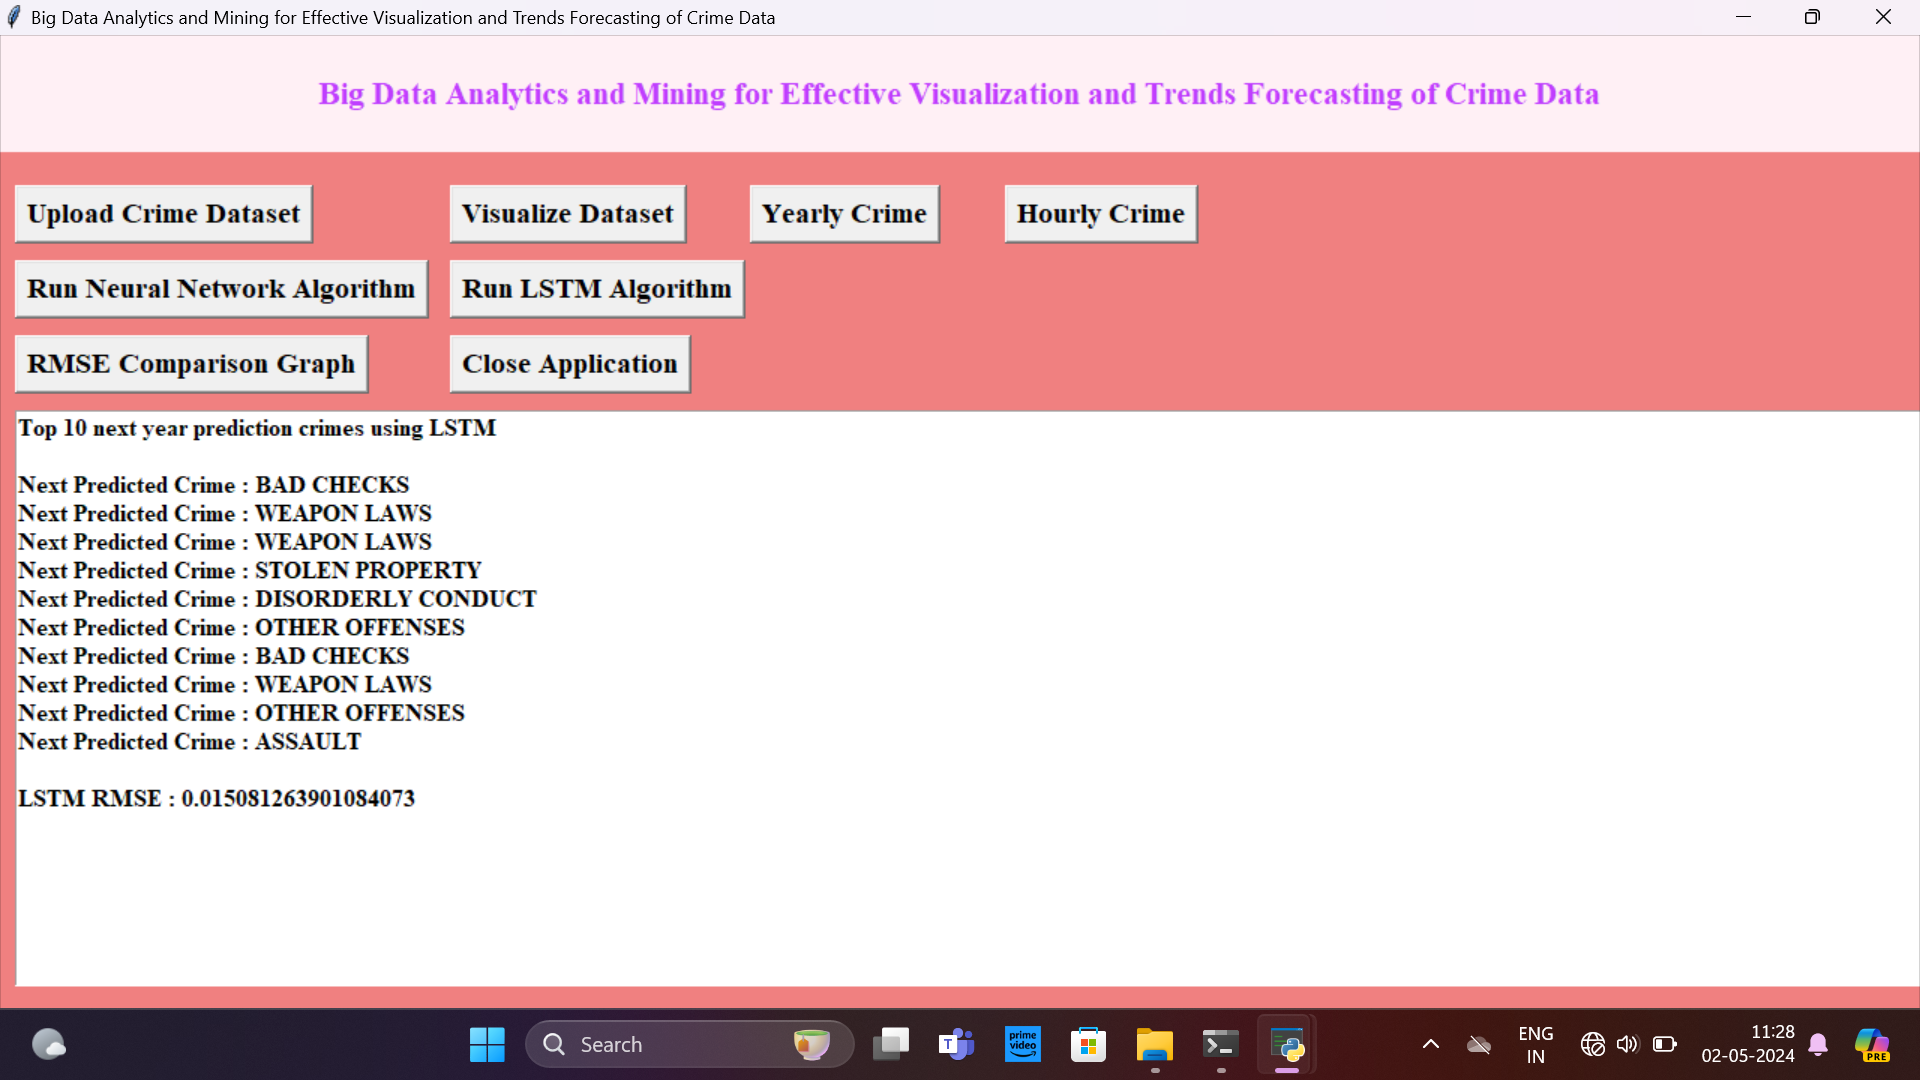 Big Data Analytics and Mining for Effective Visualization and Trends Forecasting of Crime Data
Big Data Analytics and Mining for Effective Visualization and Trends Forecasting of Crime Data
Upload Crime Dataset
Visualize Dataset
Yearly Crime
Hourly Crime
Run Neural Network Algorithm
Run LSTM Algorithm
RMSE Comparison Graph
Close Application
Top 10 next year prediction crimes using LSTM
Next Predicted Crime : BAD CHECKS
Next Predicted Crime : WEAPON LAWS
Next Predicted Crime : WEAPON LAWS
Next Predicted Crime : STOLEN PROPERTY
Next Predicted Crime : DISORDERLY CONDUCT
Next Predicted Crime : OTHER OFFENSES
Next Predicted Crime : BAD CHECKS
Next Predicted Crime : WEAPON LAWS
Next Predicted Crime : OTHER OFFENSES
Next Predicted Crime : ASSAULT
LSTM RMSE : 0.015081263901084073
Search
T
prime video
ENG
IN
11:28
02-05-2024
PRE